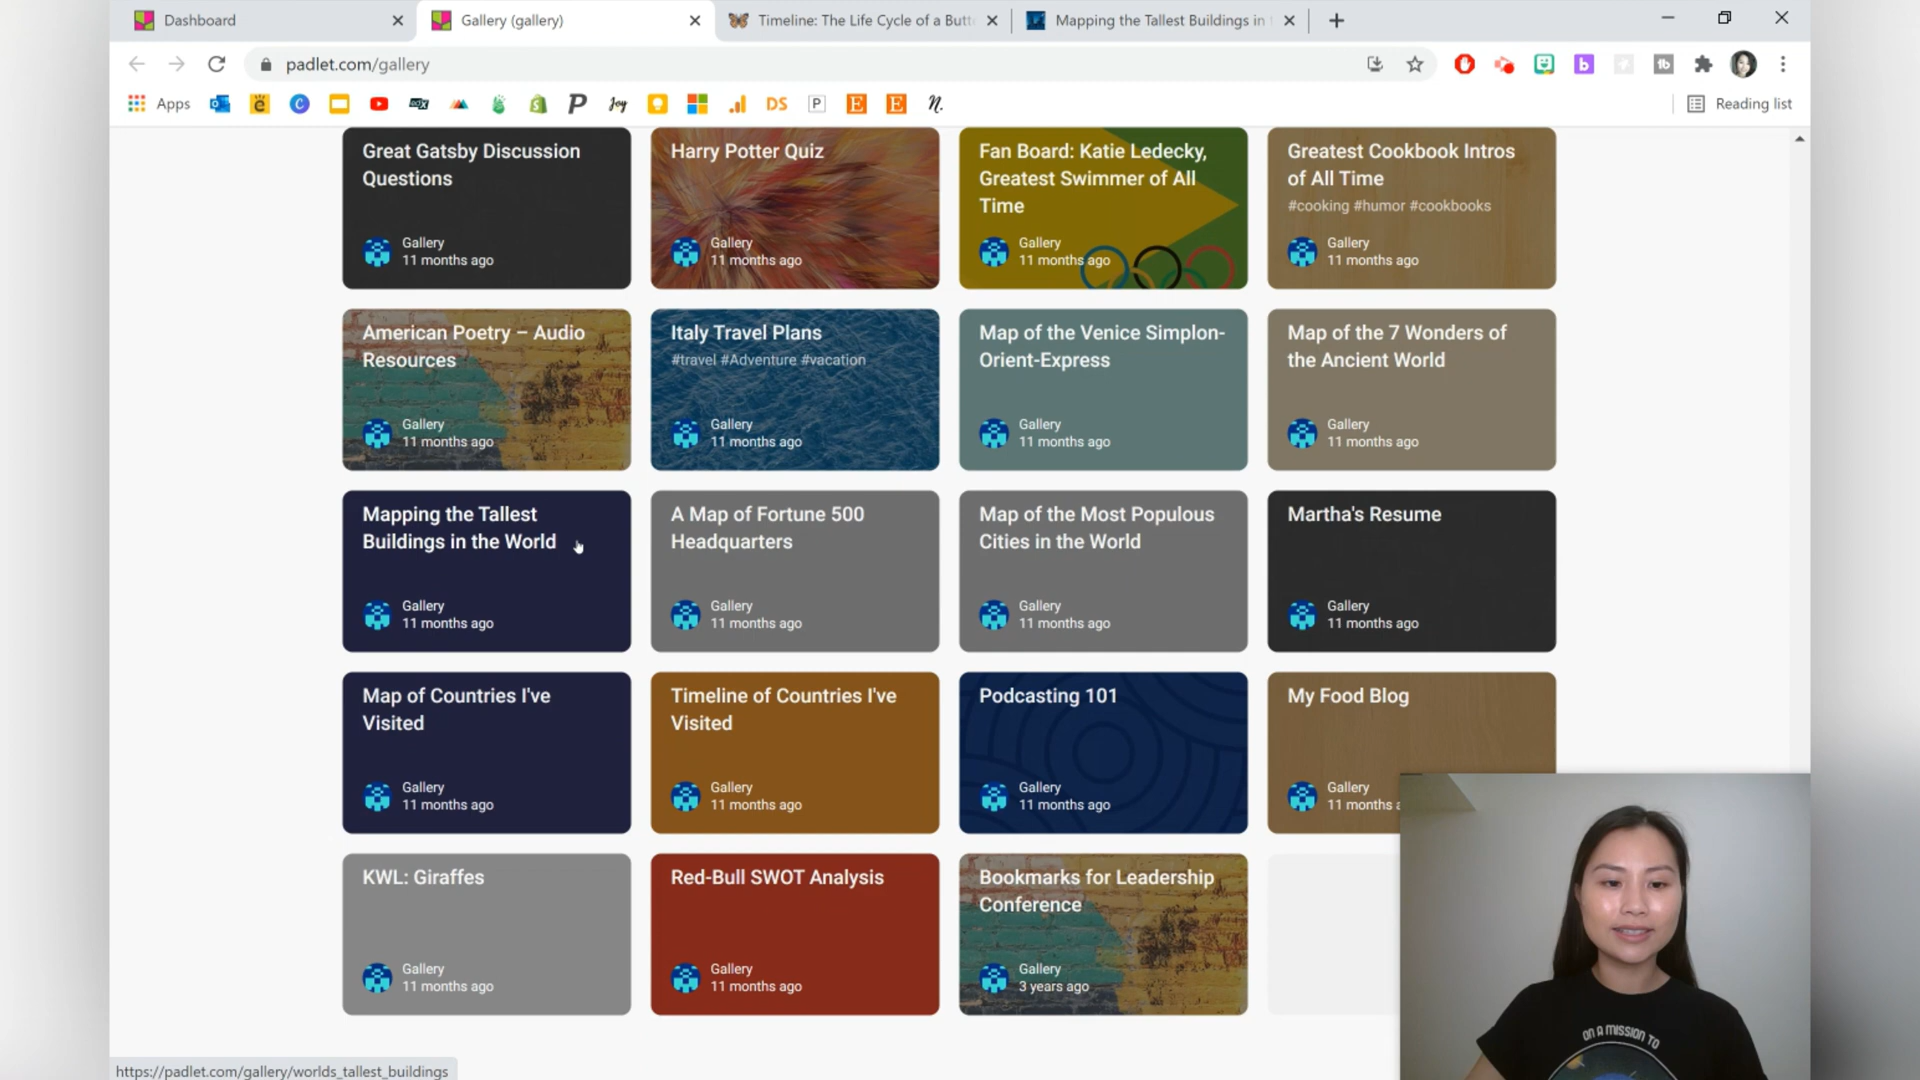 Dashboard
Gallery (gallery)
Timeline: The Life Cycle of a Butt
Mapping the Tallest Buildings in
padlet.com/gallery
Apps
Joy
DS
P
E
E
n.
Reading list
Great Gatsby Discussion
Questions
Gallery
11 months ago
Harry Potter Quiz
Gallery
11 months ago
Fan Board: Katie Ledecky,
Greatest Swimmer of All
Time
Gallery
11 months ago
Greatest Cookbook Intros
of All Time
#cooking #humor #cookbooks
Gallery
11 months ago
American Poetry – Audio
Resources
Gallery
11 months ago
Italy Travel Plans
#travel #Adventure #vacation
Gallery
11 months ago
Map of the Venice Simplon-
Orient-Express
Gallery
11 months ago
Map of the 7 Wonders of
the Ancient World
Gallery
11 months ago
Mapping the Tallest
Buildings in the World
Gallery
11 months ago
A Map of Fortune 500
Headquarters
Gallery
11 months ago
Map of the Most Populous
Cities in the World
Gallery
11 months ago
Martha's Resume
Gallery
11 months ago
Map of Countries I've
Visited
Gallery
11 months ago
Timeline of Countries I've
Visited
Gallery
11 months ago
Podcasting 101
Gallery
11 months ago
My Food Blog
Gallery
11 months a
KWL: Giraffes
Gallery
11 months ago
Red-Bull SWOT Analysis
Gallery
11 months ago
Bookmarks for Leadership
Conference
Gallery
3 years ago
ON A MISSION TO
https://padlet.com/gallery/worlds_tallest_buildings